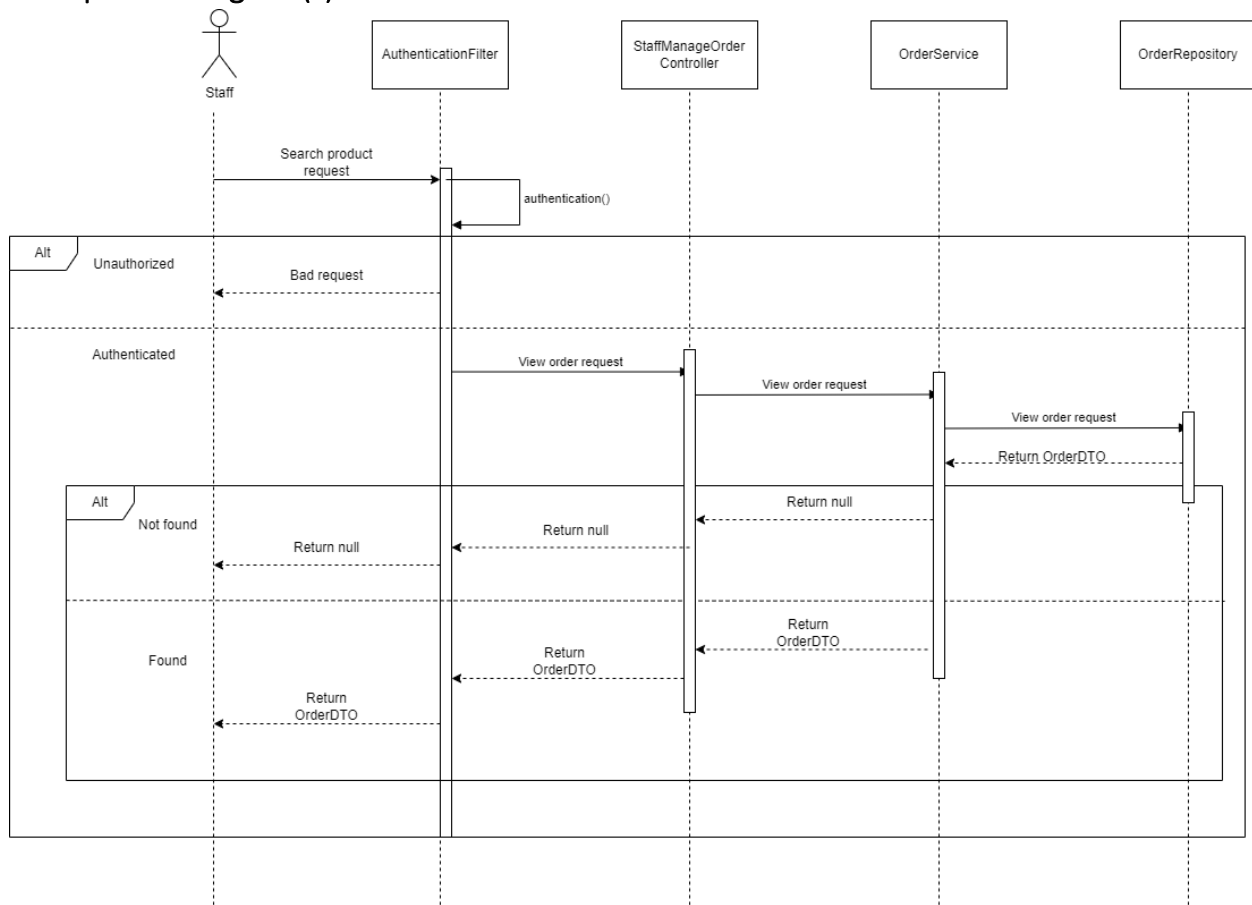 Staff
AuthenticationFilter
StaffManageOrder
Controller
OrderService
OrderRepository
Search product
request
authentication()
Alt
Unauthorized
Bad request
Authenticated
View order request
View order request
View order request
Return OrderDTO
Alt
Not found
Return null
Return null
Return null
Found
Return
OrderDTO
Return
OrderDTO
Return
OrderDTO